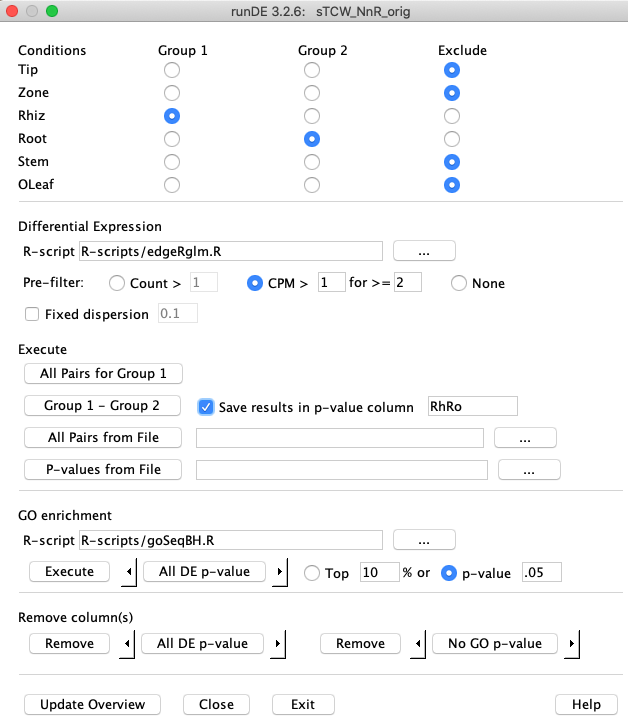 runDE 3.2.6: sTCW_NnR_orig
Conditions Group 1 Group 2 Exclude
Tip
Zone
Rhiz
Root
Stem
OLeaf
Differential Expression
R-script R-scripts/edgeRglm.R ...
Pre-filter: Count > 1 CPM > 1 for >= 2 None
Fixed dispersion 0.1
Execute
All Pairs for Group 1
Group 1 - Group 2 Save results in p-value column RhRo
All Pairs from File ...
P-values from File ...
GO enrichment
R-script R-scripts/goSeqBH.R ...
Execute All DE p-value Top 10 % or p-value .05
Remove column(s)
Remove All DE p-value Remove No GO p-value
Update Overview Close Exit Help